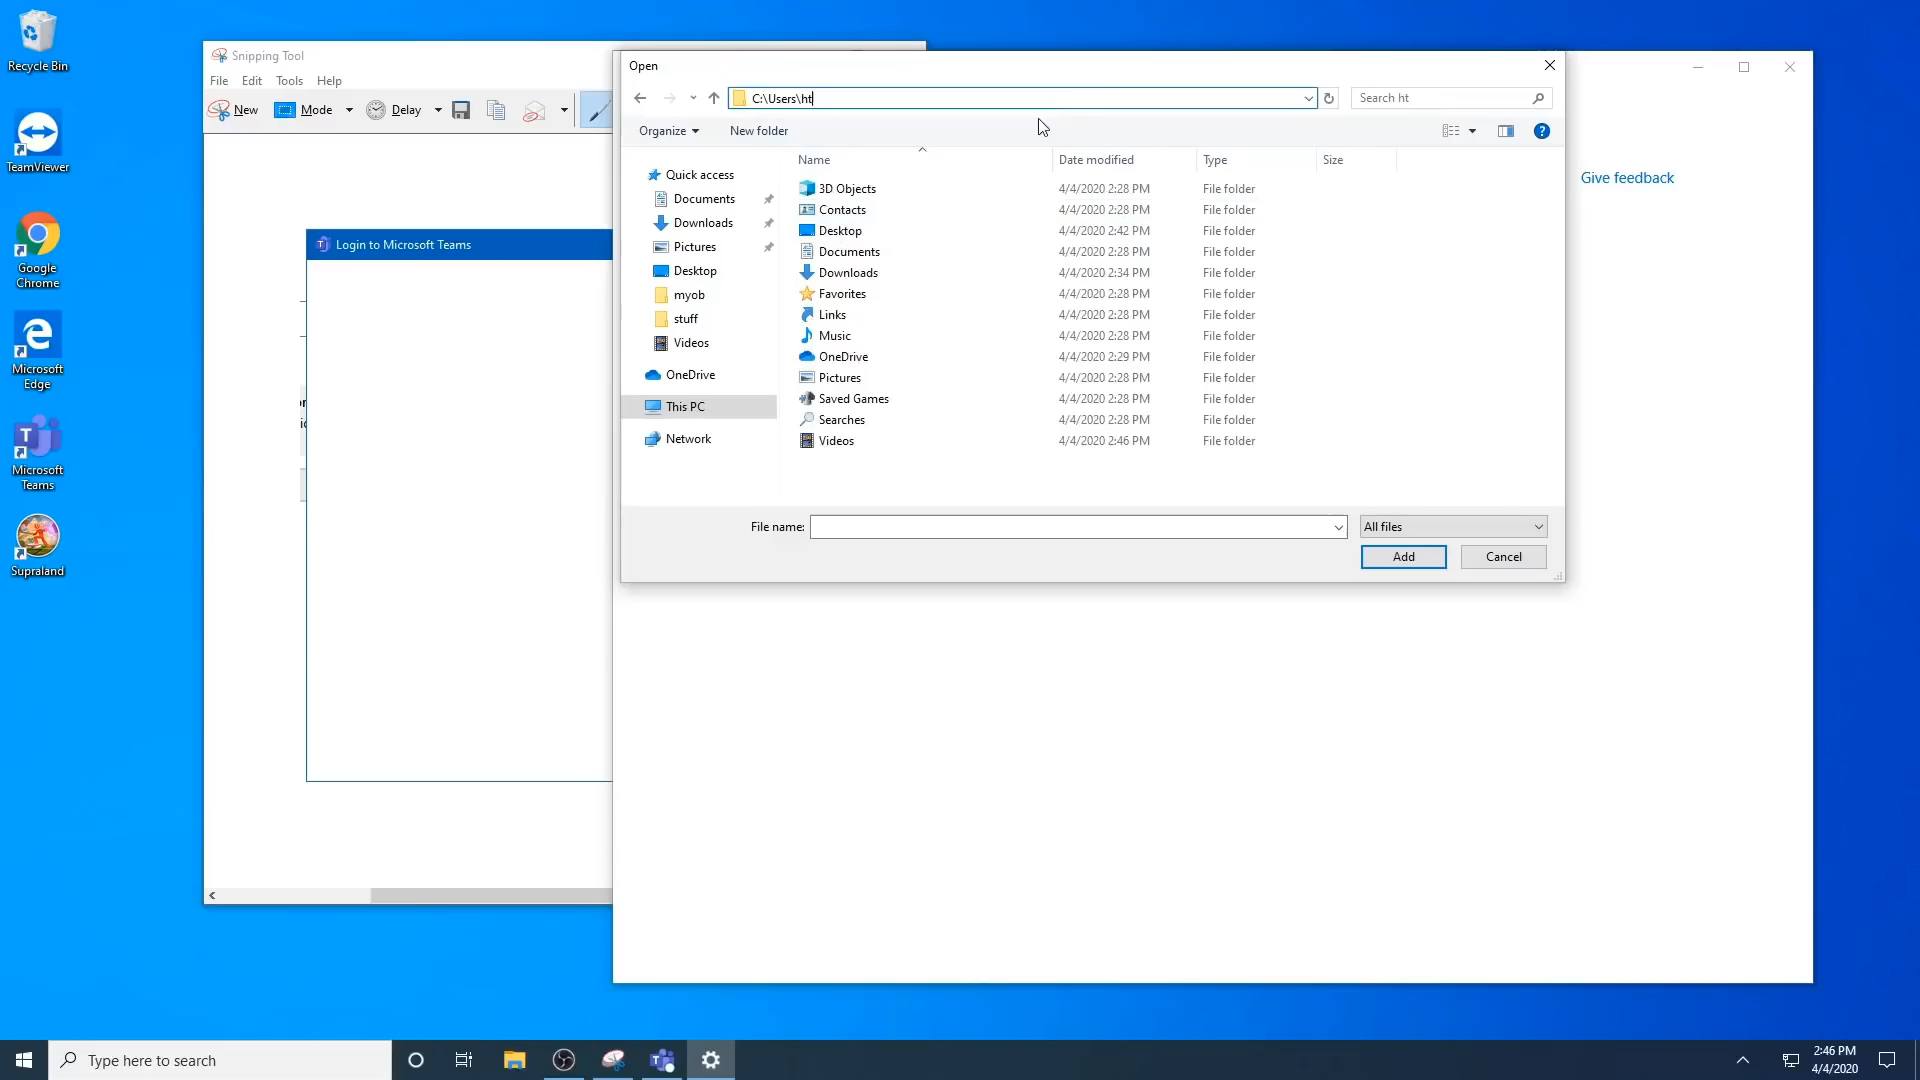 Recycle Bin
TeamViewer
Google
Chrome
Microsoft
Edge
Microsoft
Teams
Supraland
Snipping Tool
File Edit Tools Help
New Mode Delay
Login to Microsoft Teams
Open
C:\Users\ht
Search ht
Organize New folder
Quick access
Documents
Downloads
Pictures
Desktop
myob
stuff
Videos
OneDrive
This PC
Network
Name Date modified Type Size
3D Objects 4/4/2020 2:28 PM File folder
Contacts 4/4/2020 2:28 PM File folder
Desktop 4/4/2020 2:42 PM File folder
Documents 4/4/2020 2:28 PM File folder
Downloads 4/4/2020 2:34 PM File folder
Favorites 4/4/2020 2:28 PM File folder
Links 4/4/2020 2:28 PM File folder
Music 4/4/2020 2:28 PM File folder
OneDrive 4/4/2020 2:29 PM File folder
Pictures 4/4/2020 2:28 PM File folder
Saved Games 4/4/2020 2:28 PM File folder
Searches 4/4/2020 2:28 PM File folder
Videos 4/4/2020 2:46 PM File folder
File name: All files
Add Cancel
Give feedback
Type here to search
2:46 PM
4/4/2020